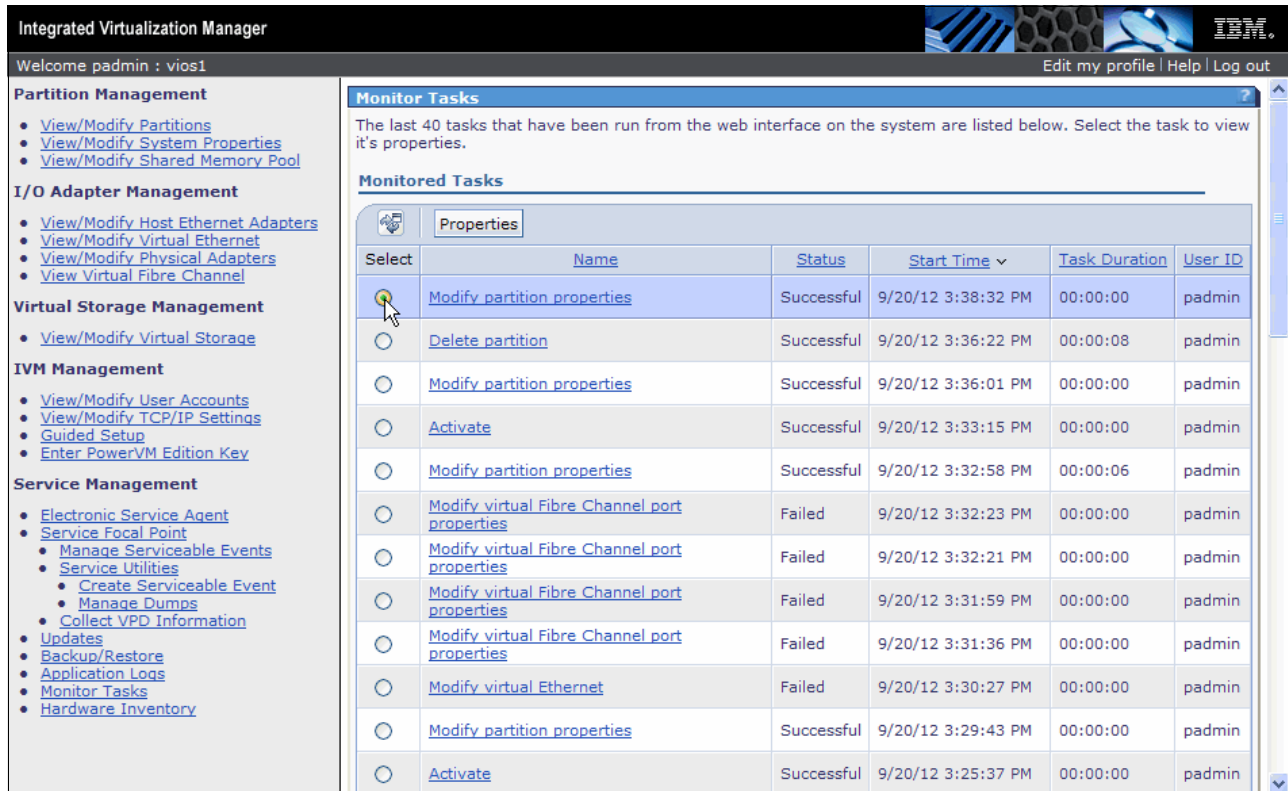 Integrated Virtualization Manager
IBM.
Welcome padmin : vios1
Edit my profile | Help | Log out
Partition Management
• View/Modify Partitions
• View/Modify System Properties
• View/Modify Shared Memory Pool
I/O Adapter Management
• View/Modify Host Ethernet Adapters
• View/Modify Virtual Ethernet
• View/Modify Physical Adapters
• View Virtual Fibre Channel
Virtual Storage Management
• View/Modify Virtual Storage
IVM Management
• View/Modify User Accounts
• View/Modify TCP/IP Settings
• Guided Setup
• Enter PowerVM Edition Key
Service Management
• Electronic Service Agent
• Service Focal Point
• Manage Serviceable Events
• Service Utilities
• Create Serviceable Event
• Manage Dumps
• Collect VPD Information
• Updates
• Backup/Restore
• Application Logs
• Monitor Tasks
• Hardware Inventory
Monitor Tasks ?
The last 40 tasks that have been run from the web interface on the system are listed below. Select the task to view
it's properties.
Monitored Tasks
Properties
Select Name Status Start Time Task Duration User ID
Modify partition properties Successful 9/20/12 3:38:32 PM 00:00:00 padmin
Delete partition Successful 9/20/12 3:36:22 PM 00:00:08 padmin
Modify partition properties Successful 9/20/12 3:36:01 PM 00:00:00 padmin
Activate Successful 9/20/12 3:33:15 PM 00:00:00 padmin
Modify partition properties Successful 9/20/12 3:32:58 PM 00:00:06 padmin
Modify virtual Fibre Channel port
properties Failed 9/20/12 3:32:23 PM 00:00:00 padmin
Modify virtual Fibre Channel port
properties Failed 9/20/12 3:32:21 PM 00:00:00 padmin
Modify virtual Fibre Channel port
properties Failed 9/20/12 3:31:59 PM 00:00:00 padmin
Modify virtual Fibre Channel port
properties Failed 9/20/12 3:31:36 PM 00:00:00 padmin
Modify virtual Ethernet Failed 9/20/12 3:30:27 PM 00:00:00 padmin
Modify partition properties Successful 9/20/12 3:29:43 PM 00:00:00 padmin
Activate Successful 9/20/12 3:25:37 PM 00:00:00 padmin